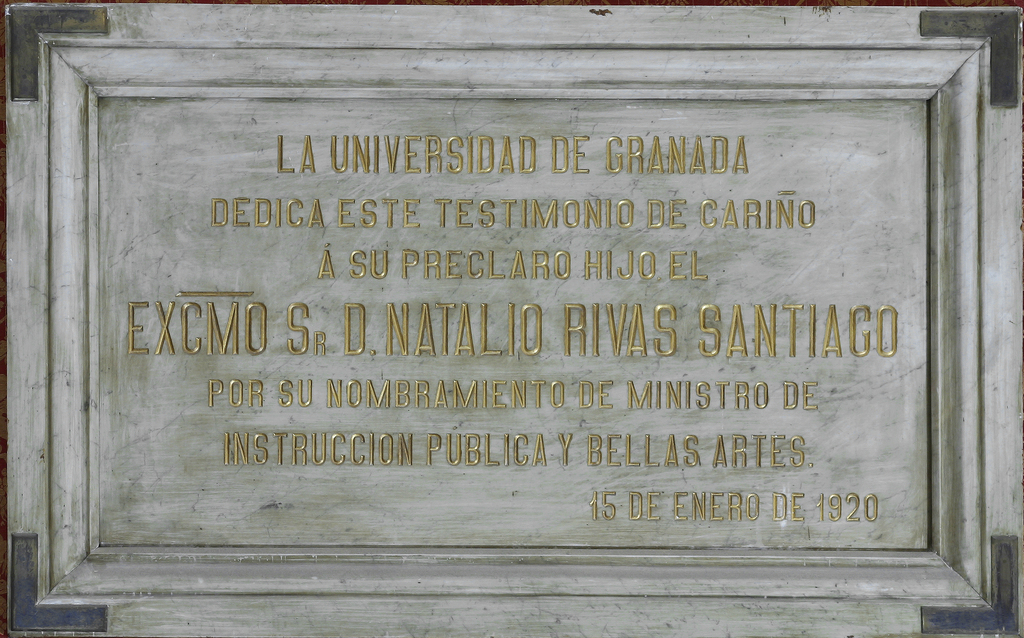 LA UNIVERSIDAD DE GRANADA
DEDICA ESTE TESTIMONIO DE CARIÑO
Á SU PRECLARO HIJO EL
EXCMO SR D. NATALIO RIVAS SANTIAGO
POR SU NOMBRAMIENTO DE MINISTRO DE
INSTRUCCION PUBLICA Y BELLAS ARTES.
15 DE ENERO DE 1920